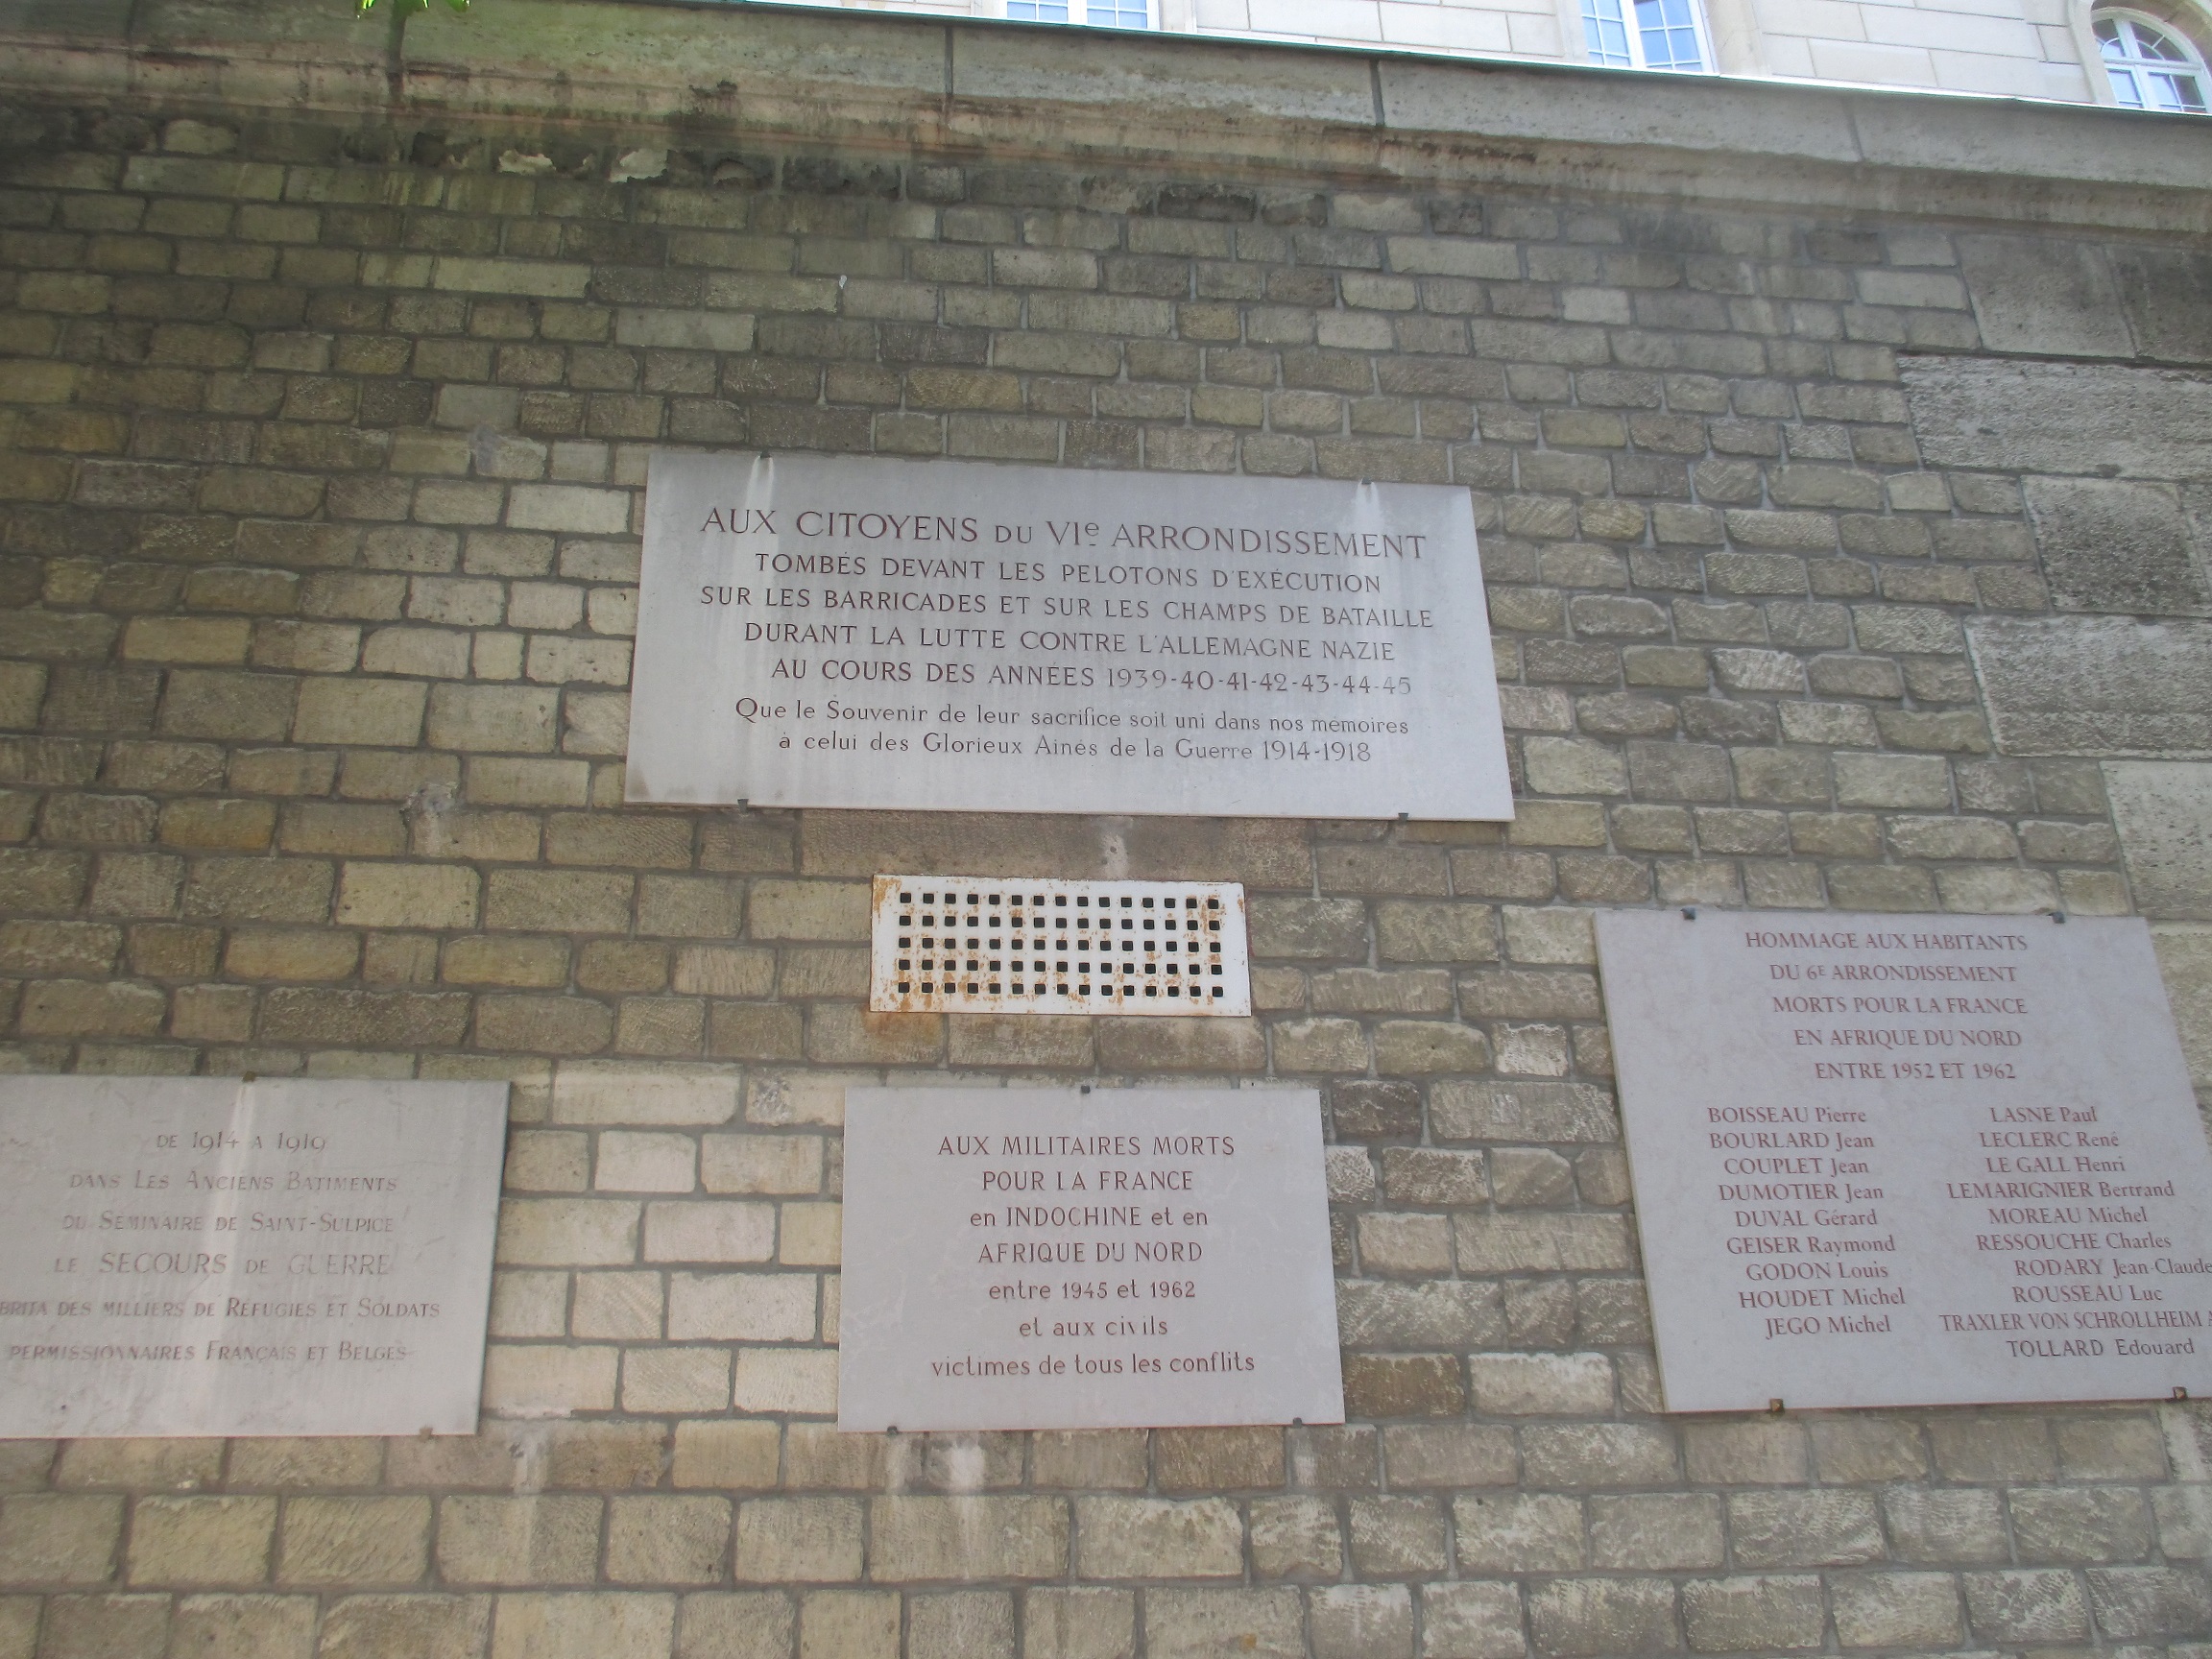 AUX CITOYENS DU VIe ARRONDISSEMENT
TOMBÉS DEVANT LES PELOTONS D'EXÉCUTION
SUR LES BARRICADES ET SUR LES CHAMPS DE BATAILLE
DURANT LA LUTTE CONTRE L'ALLEMAGNE NAZIE
AU COURS DES ANNÉES 1939-40-41-42-43-44-45
Que le Souvenir de leur sacrifice soit uni dans nos mémoires
à celui des Glorieux Ainés de la Guerre 1914-1918
DE 1914 A 1919
DANS LES ANCIENS BATIMENTS
DU SEMINAIRE DE SAINT-SULPICE
LE SECOURS DE GUERRE
BRITA DES MILLIERS DE REFUGIES ET SOLDATS
PERMISSIONNAIRES FRANÇAIS ET BELGES
AUX MILITAIRES MORTS
POUR LA FRANCE
en INDOCHINE et en
AFRIQUE DU NORD
entre 1945 et 1962
et aux civils
victimes de tous les conflits
HOMMAGE AUX HABITANTS
DU 6E ARRONDISSEMENT
MORTS POUR LA FRANCE
EN AFRIQUE DU NORD
ENTRE 1952 ET 1962
BOISSEAU Pierre
BOURLARD Jean
COUPLET Jean
DUMOTIER Jean
DUVAL Gérard
GEISER Raymond
GODON Louis
HOUDET Michel
JEGO Michel
LASNE Paul
LECLERC René
LE GALL Henri
LEMARIGNIER Bertrand
MOREAU Michel
RESSOUCHE Charles
RODARY Jean-Claude
ROUSSEAU Luc
TRAXLER VON SCHROLLHEIM A
TOLLARD Edouard